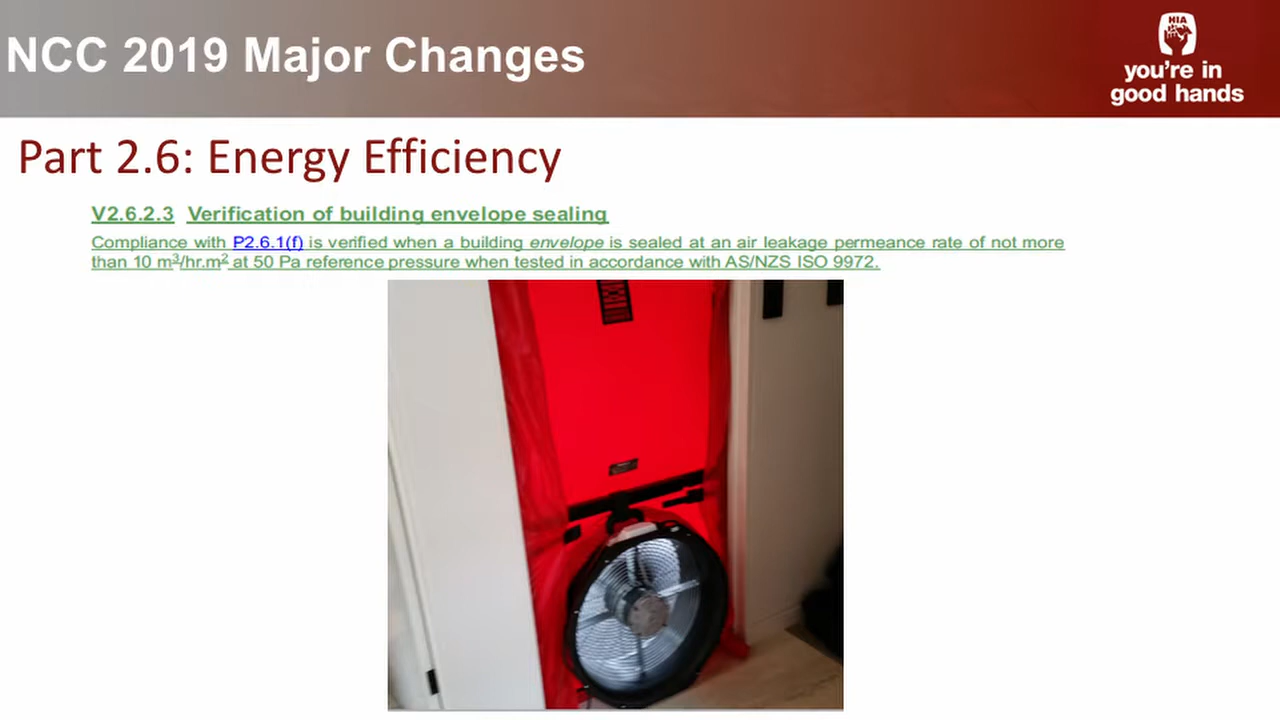 NCC 2019 Major Changes
HIA
you're in
good hands
Part 2.6: Energy Efficiency
V2.6.2.3 Verification of building envelope sealing
Compliance with P2.6.1(f) is verified when a building envelope is sealed at an air leakage permeance rate of not more
than 10 m³/hr.m² at 50 Pa reference pressure when tested in accordance with AS/NZS ISO 9972.